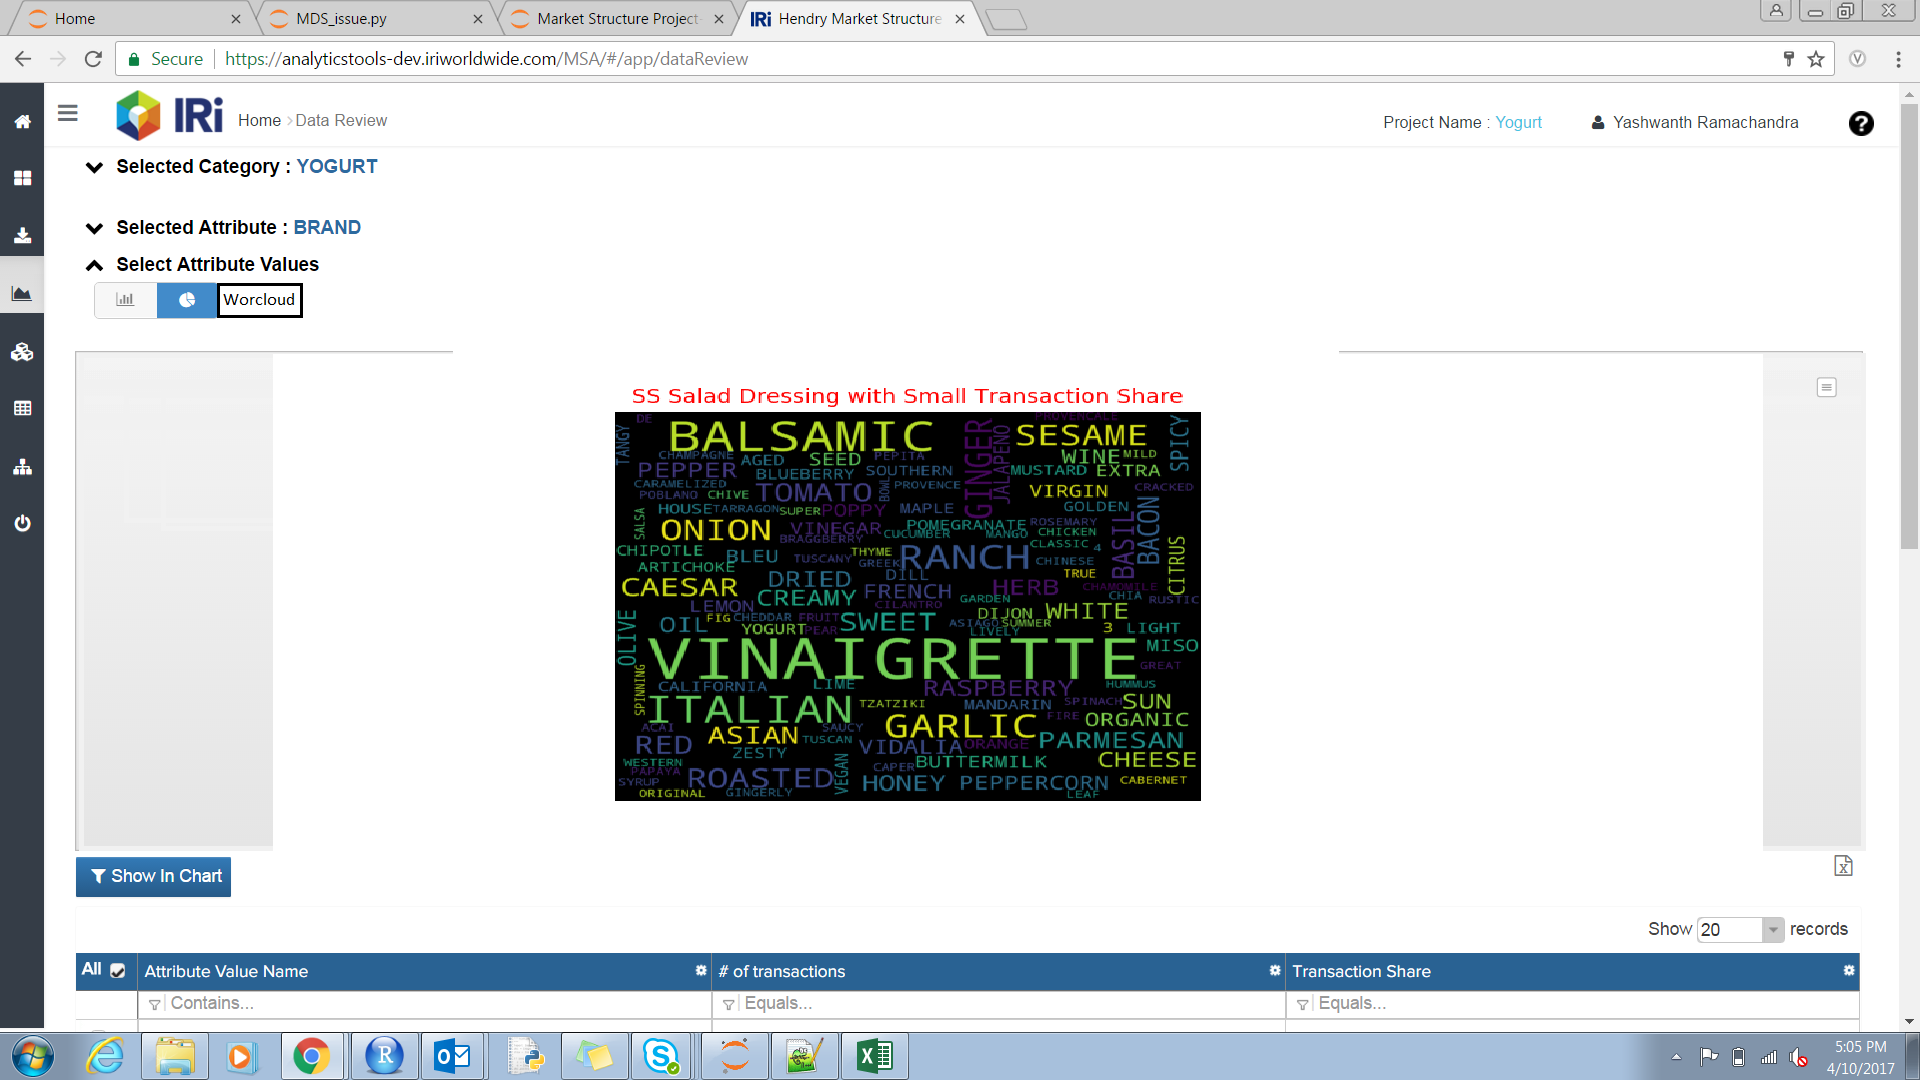 Home
MDS_issue.py
Market Structure Project
Hendry Market Structure
Secure
https://analyticstools-dev.iriworldwide.com/MSA/#/app/dataReview
IRi
Home > Data Review
Project Name : Yogurt
Yashwanth Ramachandra
Selected Category : YOGURT
Selected Attribute : BRAND
Select Attribute Values
Worcloud
SS Salad Dressing with Small Transaction Share
DE
PROVENCALE
TANGY
BALSAMIC
GINGER
JALAPENO
SESAME
SPICY
CHAMPAGNE
AGED
SEED
PEPITA
WINE
MILD
PEPPER
BLUEBERRY
SOUTHERN
MUSTARD
EXTRA
CARAMELIZED
BOWL
PROVENCE
POBLANO
CHIVE
TOMATO
VIRGIN
CRACKED
HOUSE
TARRAGON
SUPER
POPPY
MAPLE
GOLDEN
SALSA
ONION
VINEGAR
POMEGRANATE
ROSEMARY
BASIL
BACON
BRAGGBERRY
CUCUMBER
MANGO
CHICKEN
CHIPOTLE
BLEU
TUSCANY
THYME
RANCH
CLASSIC
4
CITRUS
ARTICHOKE
GREEK
CHINESE
CAESAR
DRIED
DILL
TRUE
CREAMY
FRENCH
HERB
CHAMOMILE
LEMON
CILANTRO
GARDEN
CHIA
RUSTIC
OLIVE
OIL
FIG
CHEDDAR
FRUIT
SWEET
DIJON
WHITE
YOGURT
PEAR
ASIAGO
SUMMER
LIVELY
3
LIGHT
VINAIGRETTE
MISO
GREAT
SPINNING
CALIFORNIA
LIME
RASPBERRY
HUMMUS
ITALIAN
TZATZIKI
MANDARIN
SPINACH
SUN
ACAI
SAUCY
GARLIC
FIRE
ORGANIC
RED
ASIAN
TUSCAN
VIDALIA
ORANGE
PARMESAN
WESTERN
ZESTY
VEGAN
CAPER
BUTTERMILK
CHEESE
PAPAYA
SYRUP
ROASTED
HONEY
PEPPERCORN
CABERNET
ORIGINAL
GINGERLY
LEAF
Show In Chart
Show 20 records
All
Attribute Value Name
# of transactions
Transaction Share
Contains...
Equals...
Equals...
5:05 PM
4/10/2017